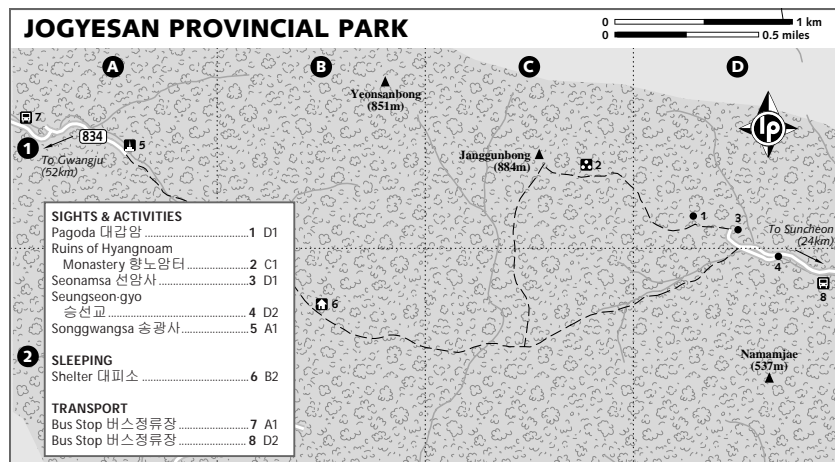 JOGYESAN PROVINCIAL PARK
0 1 km
0 0.5 miles
A B C D
Yeonsanbong
(851m)
7
834
5
1
To Gwangju
(52km)
Janggunbong
(884m)
2
lp
1
3
To Suncheon
(24km)
4
8
6
2
Namamjae
(537m)
SIGHTS & ACTIVITIES
Pagoda 대갑암 1 D1
Ruins of Hyangnoam
Monastery 향노암터 2 C1
Seonamsa 선암사 3 D1
Seungseon-gyo
승선교 4 D2
Songgwangsa 송광사 5 A1
SLEEPING
Shelter 대피소 6 B2
TRANSPORT
Bus Stop 버스정류장 7 A1
Bus Stop 버스정류장 8 D2